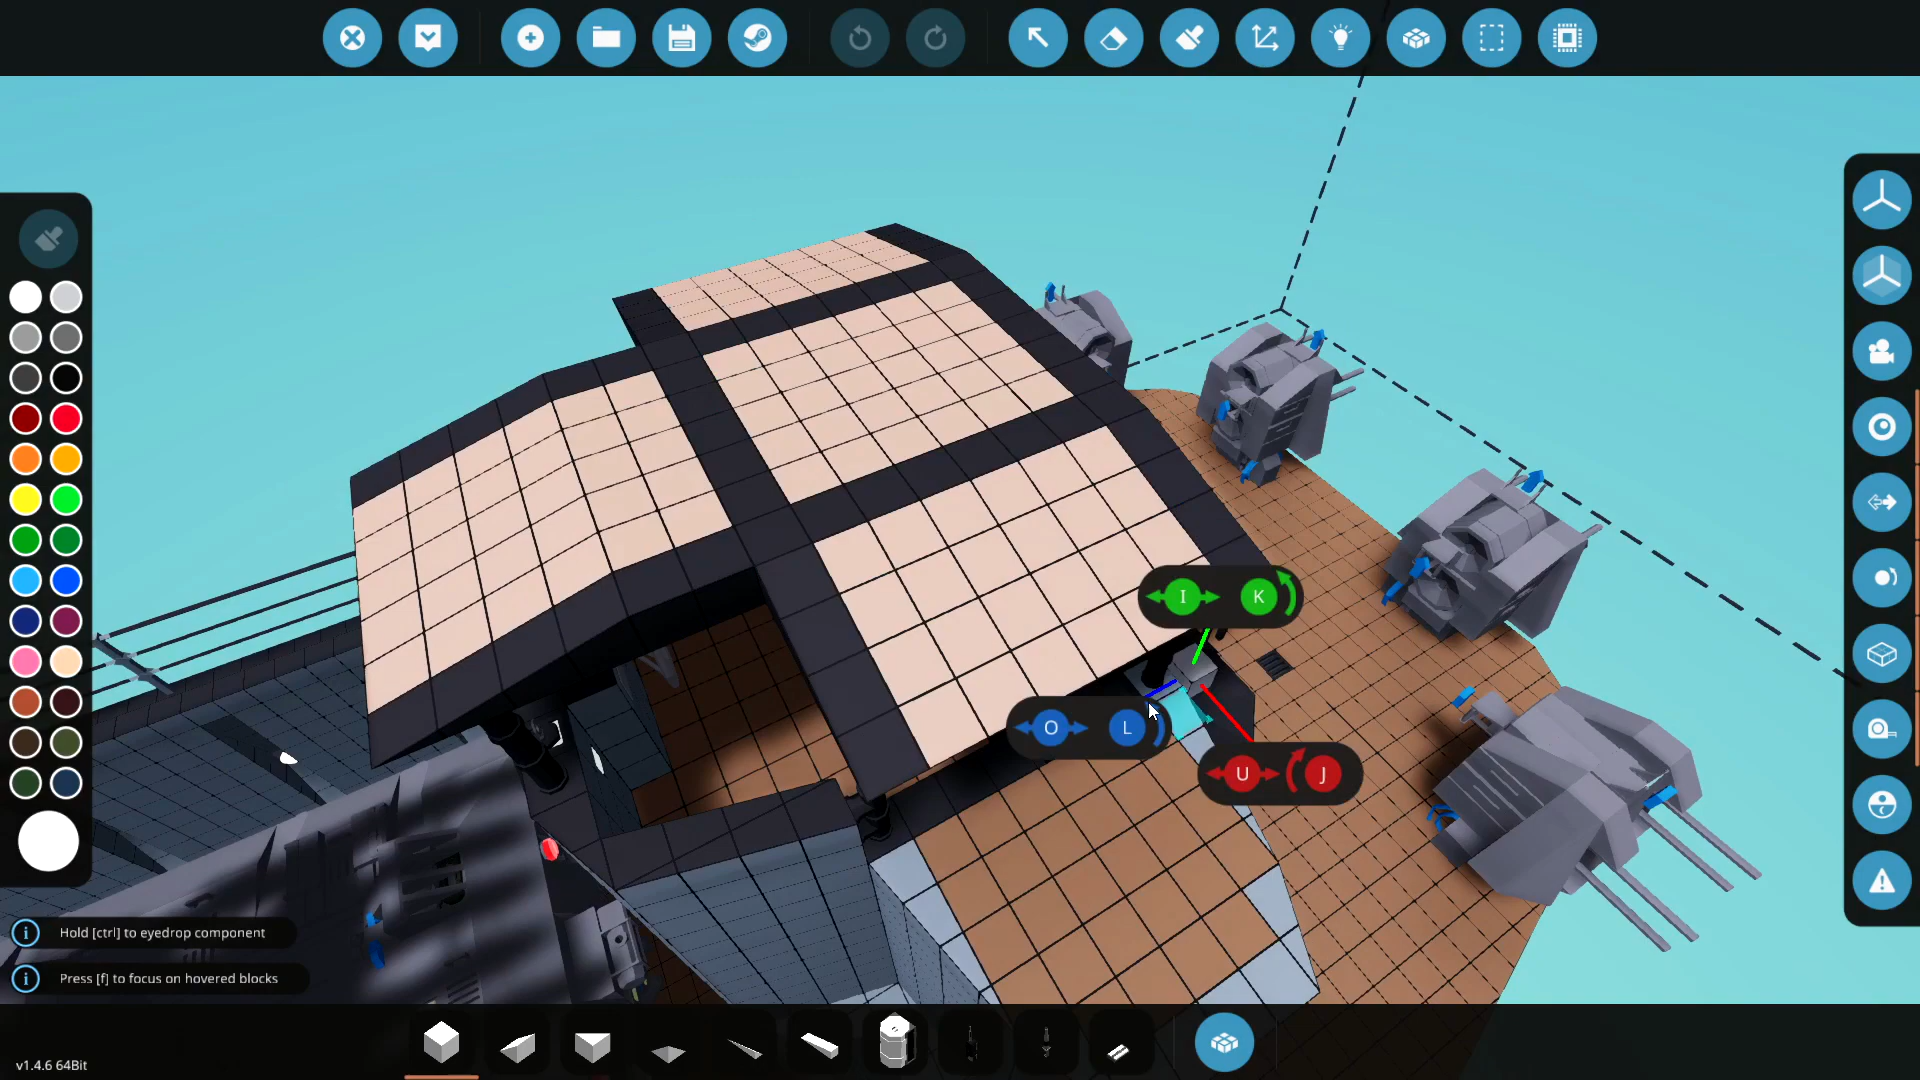 I K
O L
U J
Hold [ctrl] to eyedrop component
Press [f] to focus on hovered blocks
v1.4.6 64Bit